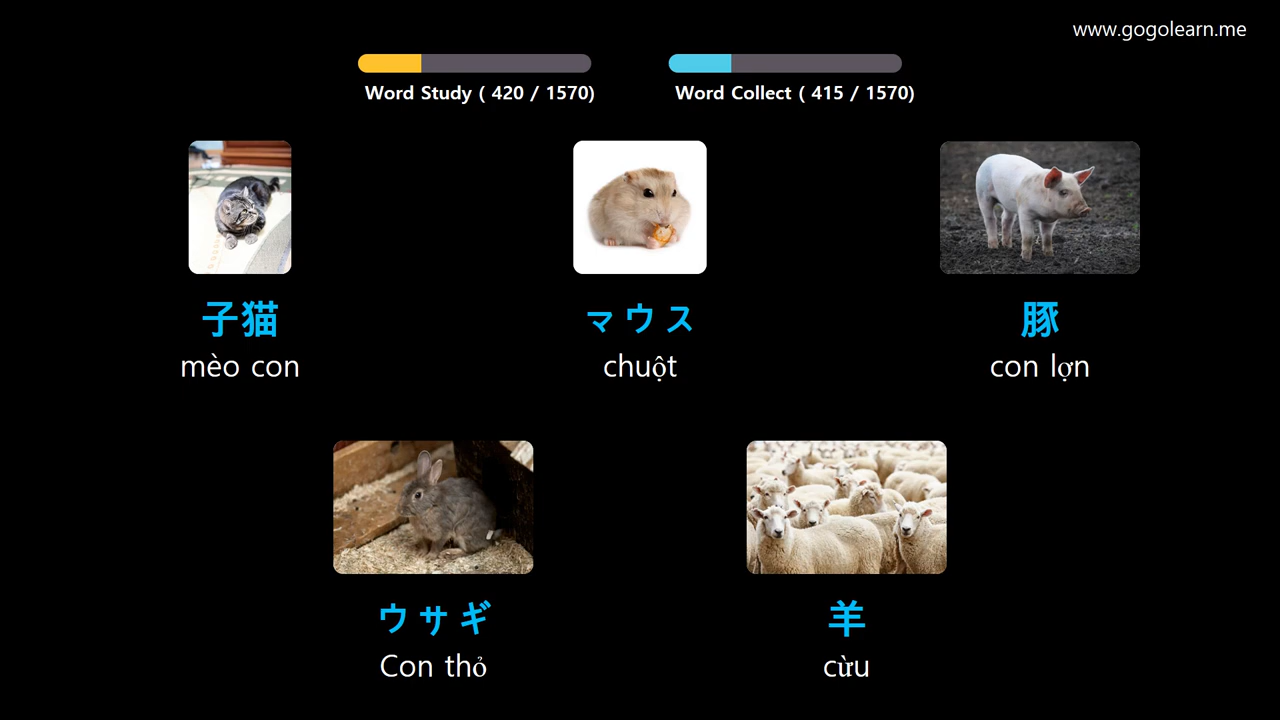 www.gogolearn.me
Word Study ( 420 / 1570)
Word Collect ( 415 / 1570)
子猫
mèo con
マウス
chuột
豚
con lợn
ウサギ
Con thỏ
羊
cừu